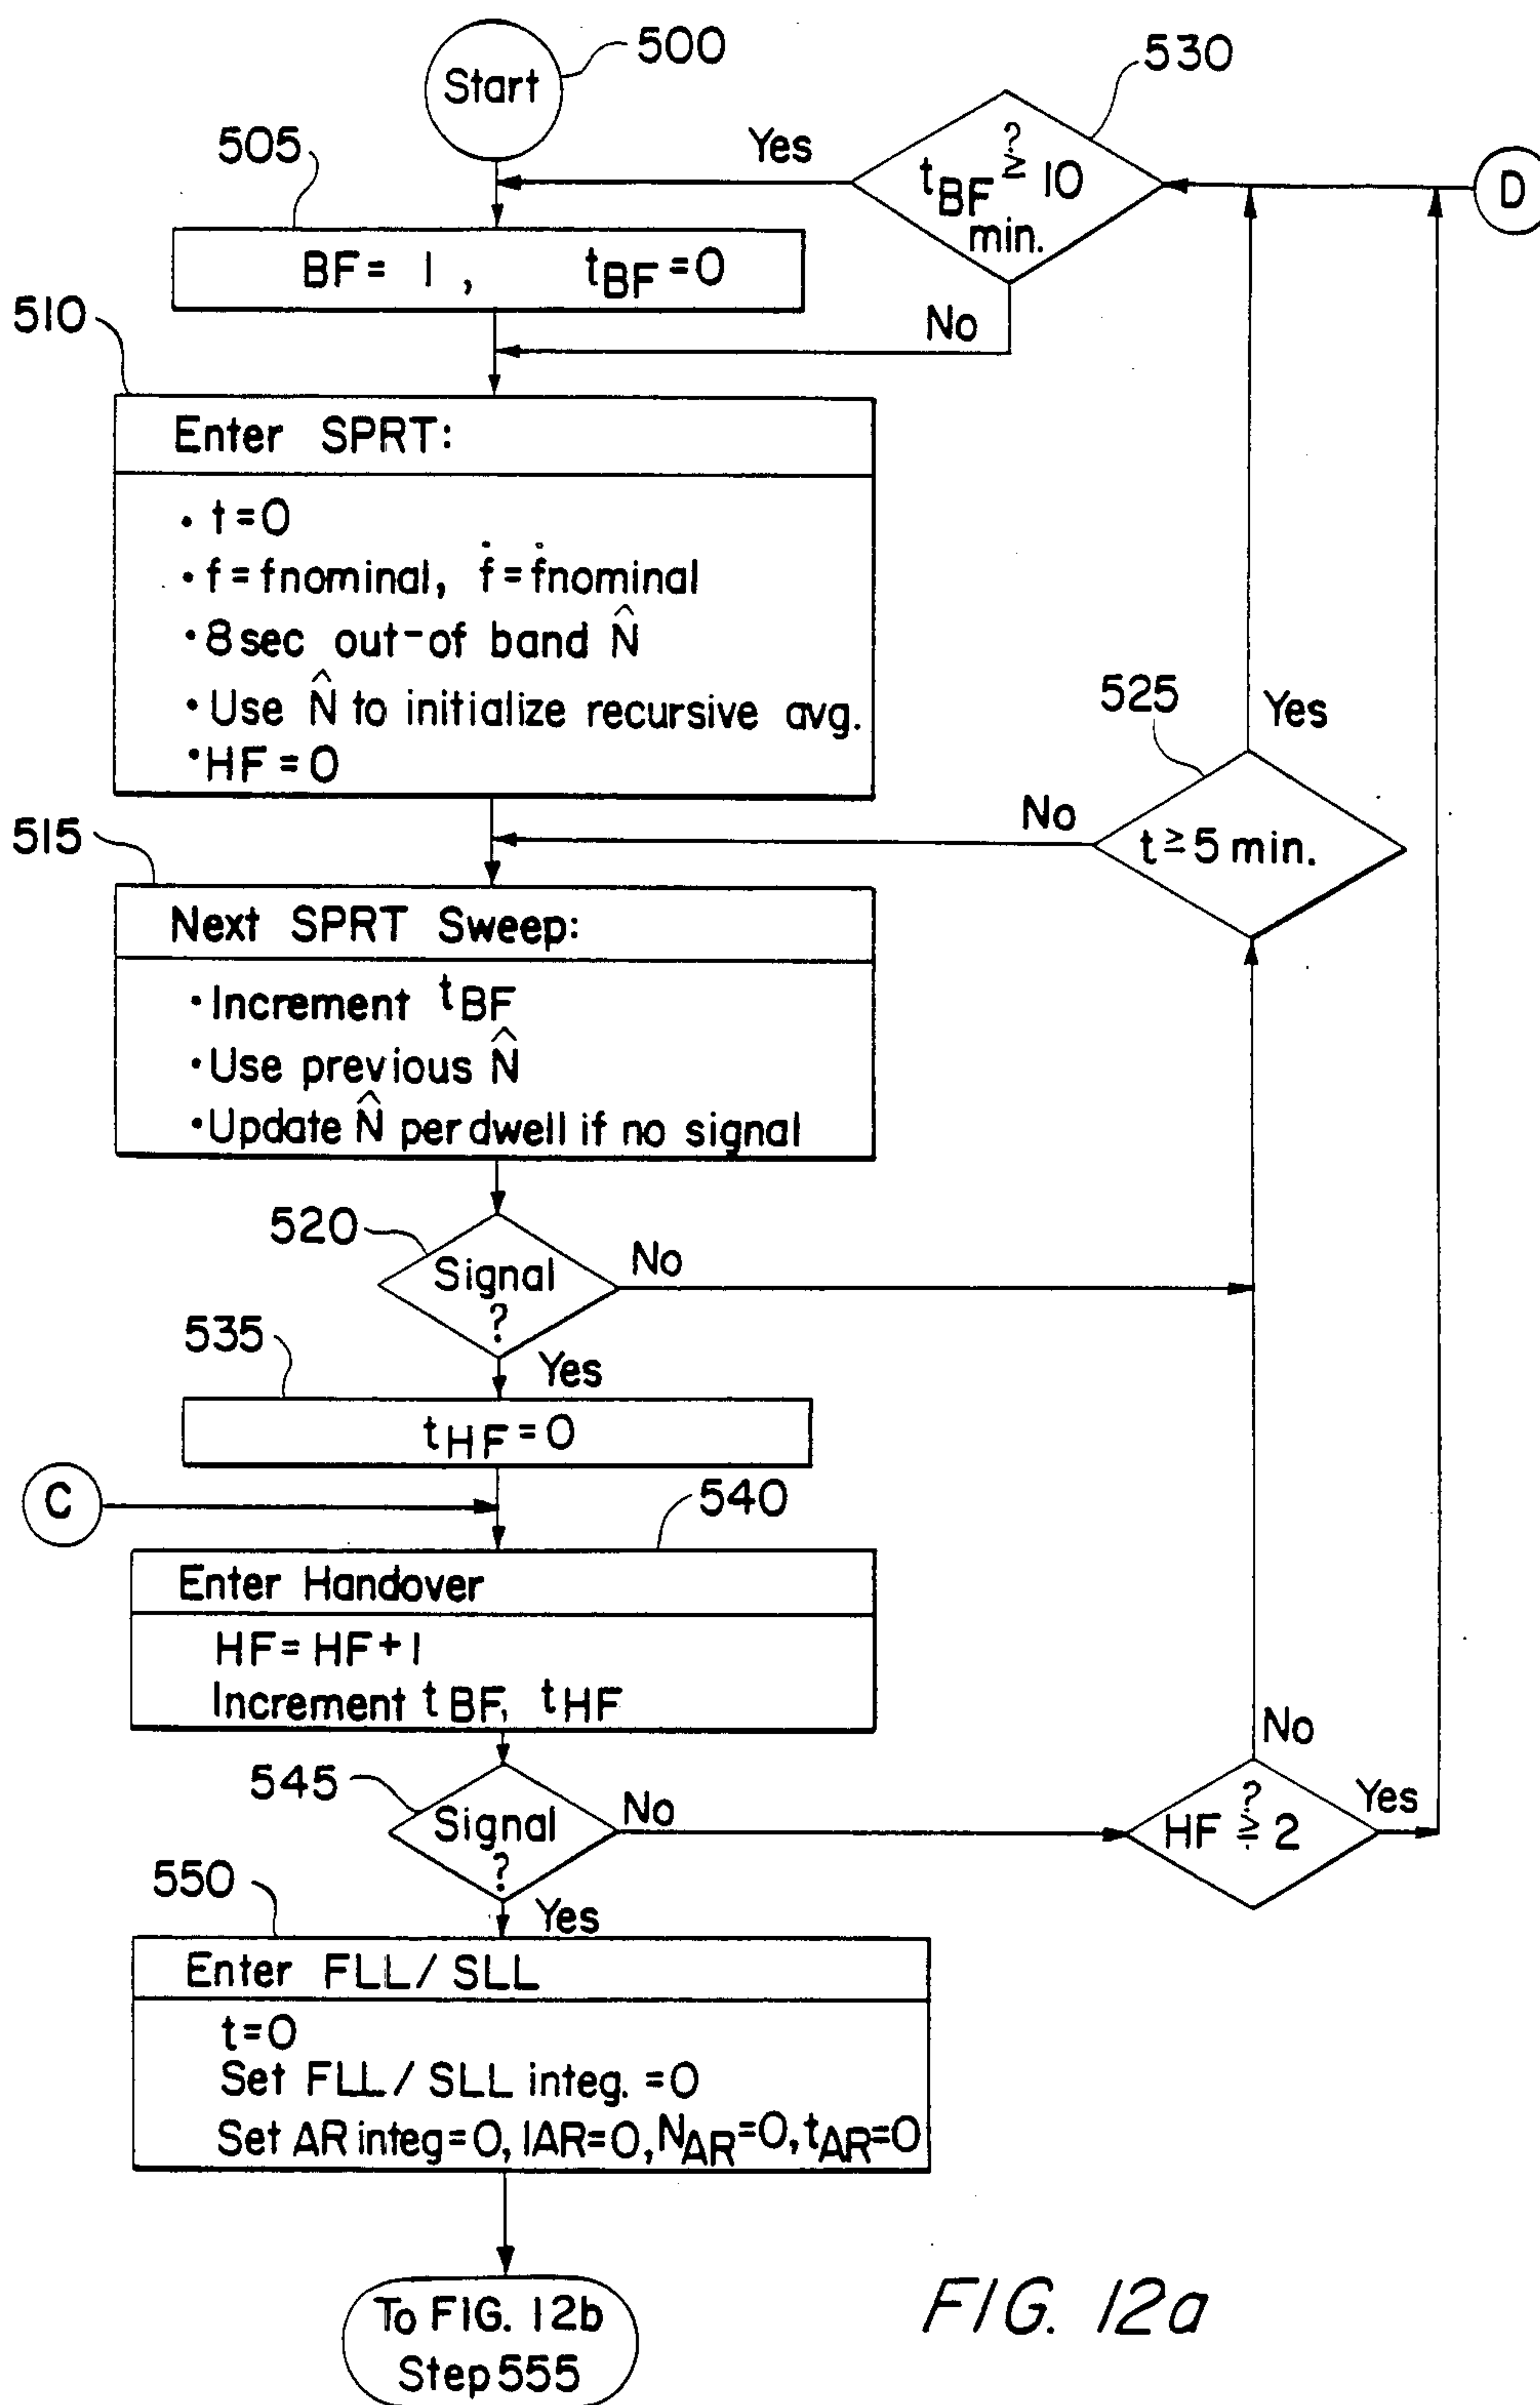 500
Start
530
505
Yes
?
t_BF ≥ 10
min.
D
BF= 1 , t_BF=0
510
No
Enter SPRT:
• t=0
• f=fnominal, ḟ=ḟnominal
• 8sec out-of band N̂
• Use N̂ to initialize recursive avg.
• HF=0
525
Yes
515
No
t≥5 min.
Next SPRT Sweep:
• Increment t_BF
• Use previous N̂
• Update N̂ per dwell if no signal
520
Signal
?
No
535
Yes
t_HF=0
C
540
Enter Handover
HF= HF+1
Increment t_BF, t_HF
No
545
Signal
?
No
?
HF ≥ 2
Yes
550
Yes
Enter FLL/ SLL
t=0
Set FLL/ SLL integ. =0
Set AR integ=0, IAR=0, N_AR=0, t_AR=0
To FIG. 12b
Step 555
FIG. 12a